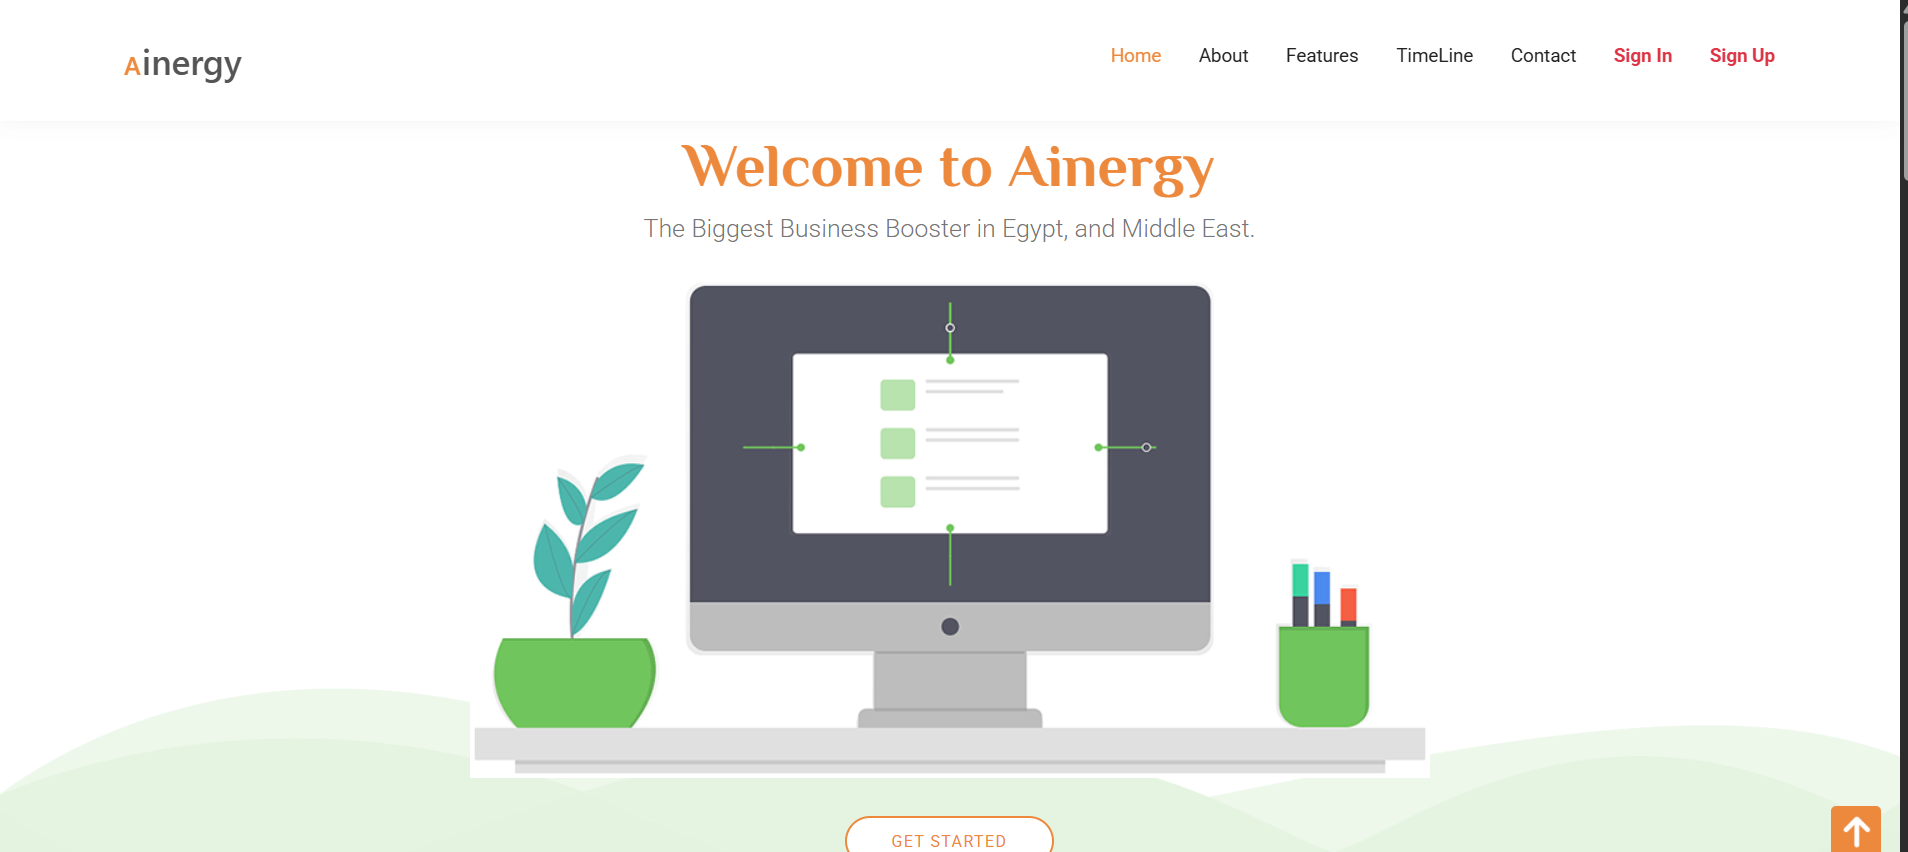 Ainergy
Home About Features TimeLine Contact Sign In Sign Up
Welcome to Ainergy
The Biggest Business Booster in Egypt, and Middle East.
GET STARTED